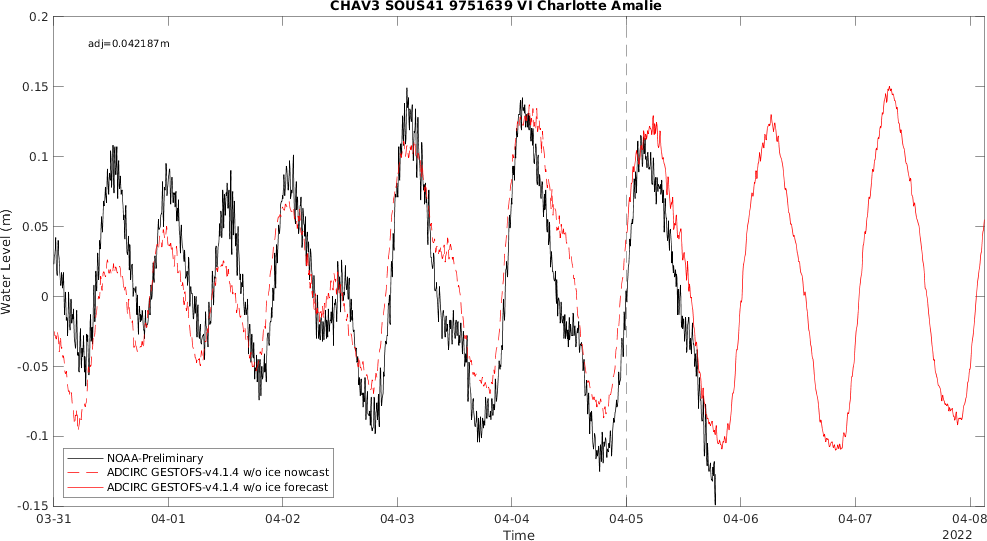 CHAV3 SOUS41 9751639 VI Charlotte Amalie
adj=0.042187m
0.2
0.15
0.1
0.05
0
-0.05
-0.1
-0.15
Water Level (m)
NOAA-Preliminary
ADCIRC GESTOFS-v4.1.4 w/o ice nowcast
ADCIRC GESTOFS-v4.1.4 w/o ice forecast
03-31 04-01 04-02 04-03 04-04 04-05 04-06 04-07 04-08
Time
2022